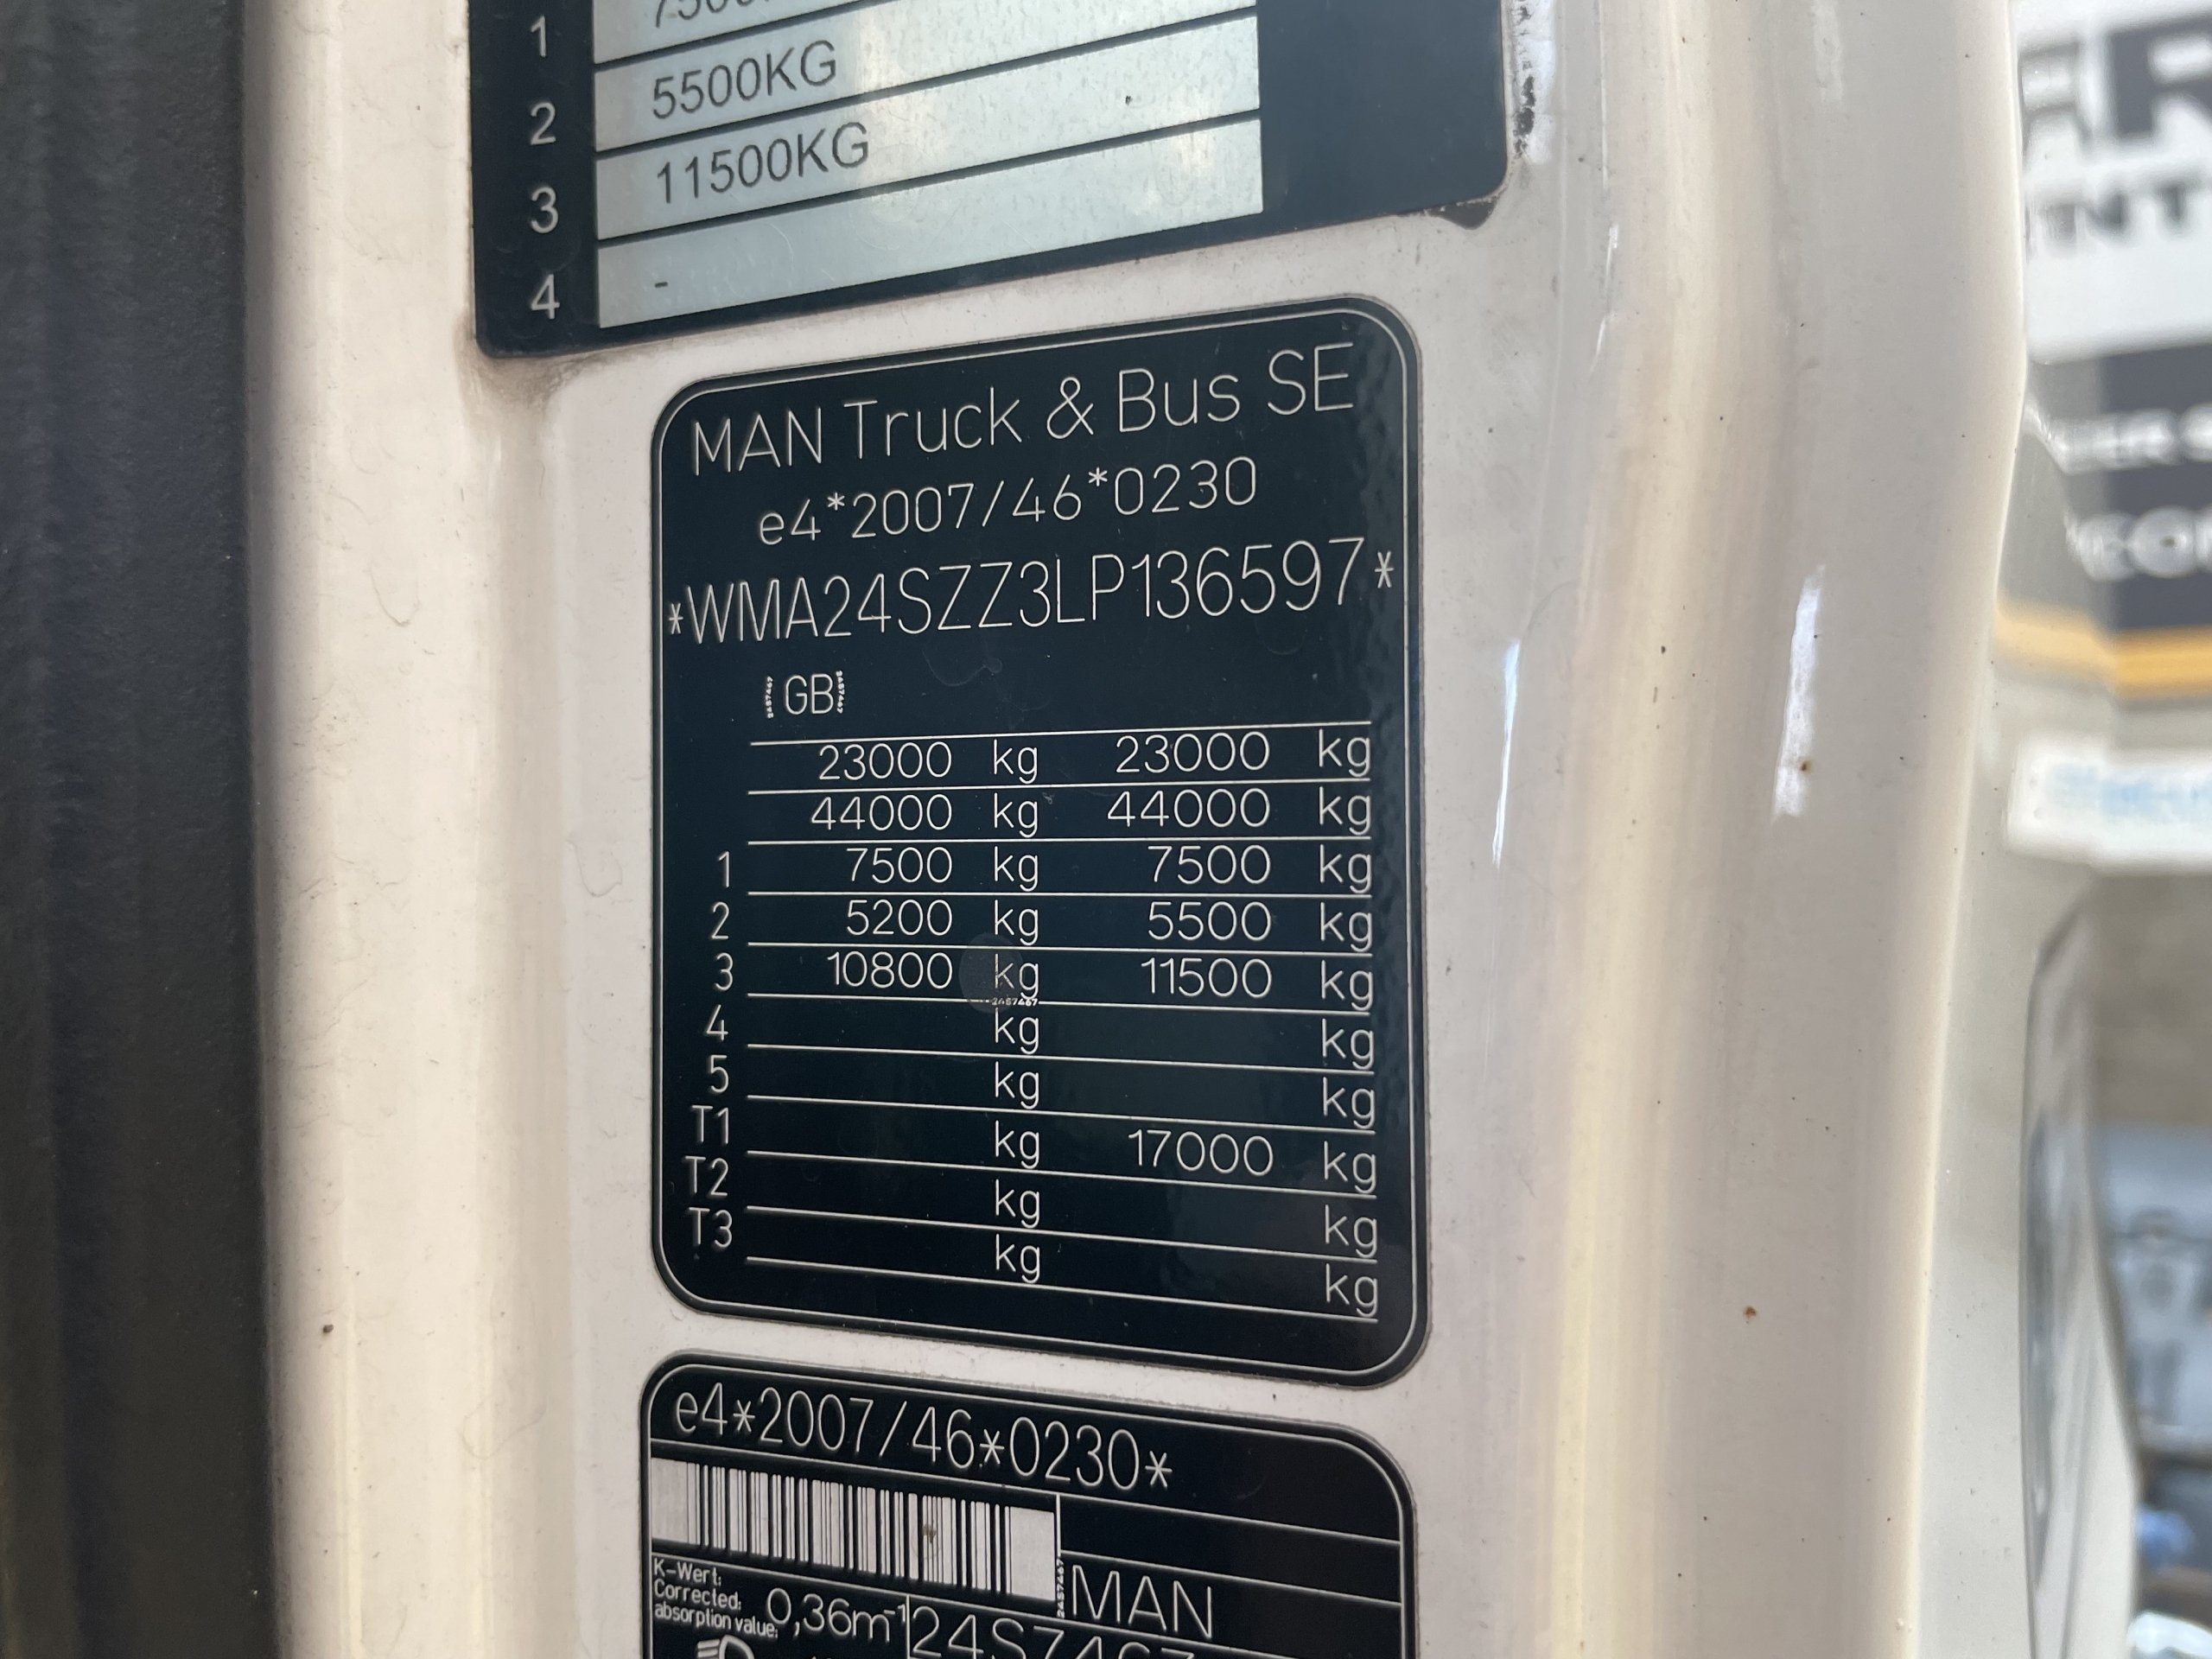 1
2 5500KG
3 11500KG
4 -
MAN Truck & Bus SE
e4*2007/46*0230
*WMA24SZZ3LP136597*
GB
23000 kg 23000 kg
44000 kg 44000 kg
1 7500 kg 7500 kg
2 5200 kg 5500 kg
3 10800 kg 11500 kg
4 kg kg
5 kg kg
T1 kg 17000 kg
T2 kg kg
T3 kg kg
e4*2007/46*0230*
MAN
K-Wert:
Corrected:
absorption value: 0,36m⁻¹